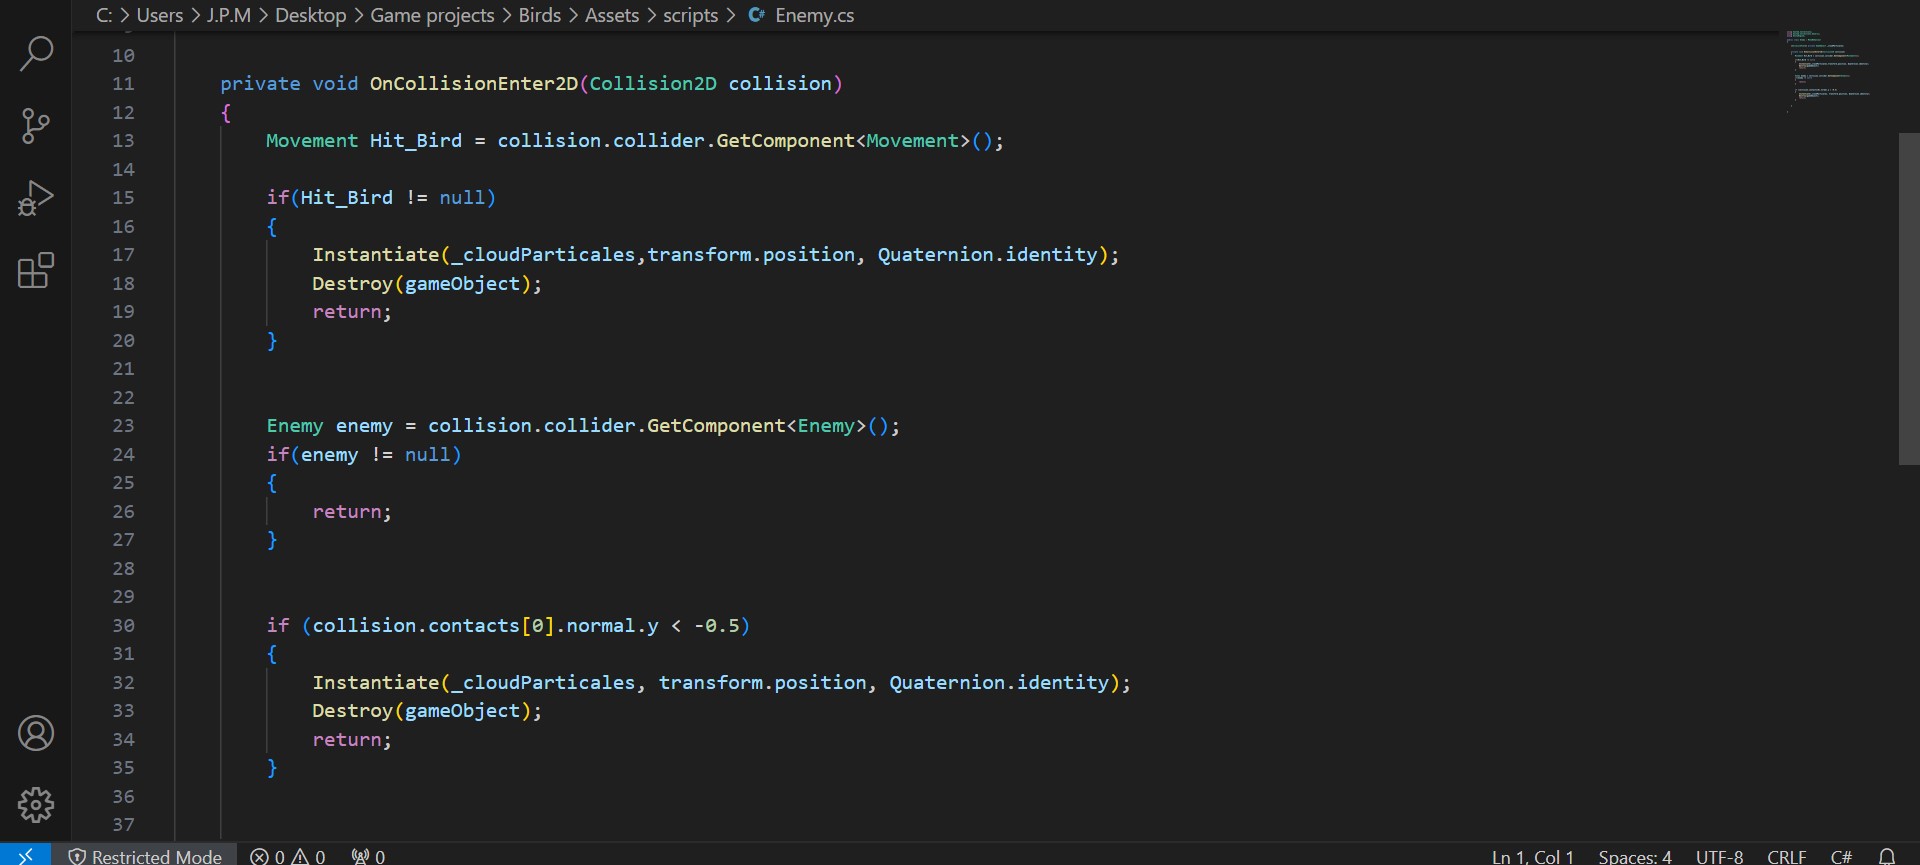 C: > Users > J.P.M > Desktop > Game projects > Birds > Assets > scripts > C# Enemy.cs
10
11 private void OnCollisionEnter2D(Collision2D collision)
12 {
13 Movement Hit_Bird = collision.collider.GetComponent<Movement>();
14
15 if(Hit_Bird != null)
16 {
17 Instantiate(_cloudParticales,transform.position, Quaternion.identity);
18 Destroy(gameObject);
19 return;
20 }
21
22
23 Enemy enemy = collision.collider.GetComponent<Enemy>();
24 if(enemy != null)
25 {
26 return;
27 }
28
29
30 if (collision.contacts[0].normal.y < -0.5)
31 {
32 Instantiate(_cloudParticales, transform.position, Quaternion.identity);
33 Destroy(gameObject);
34 return;
35 }
36
37
Restricted Mode 0 0 0 Ln 1, Col 1 Spaces: 4 UTF-8 CRLF C#